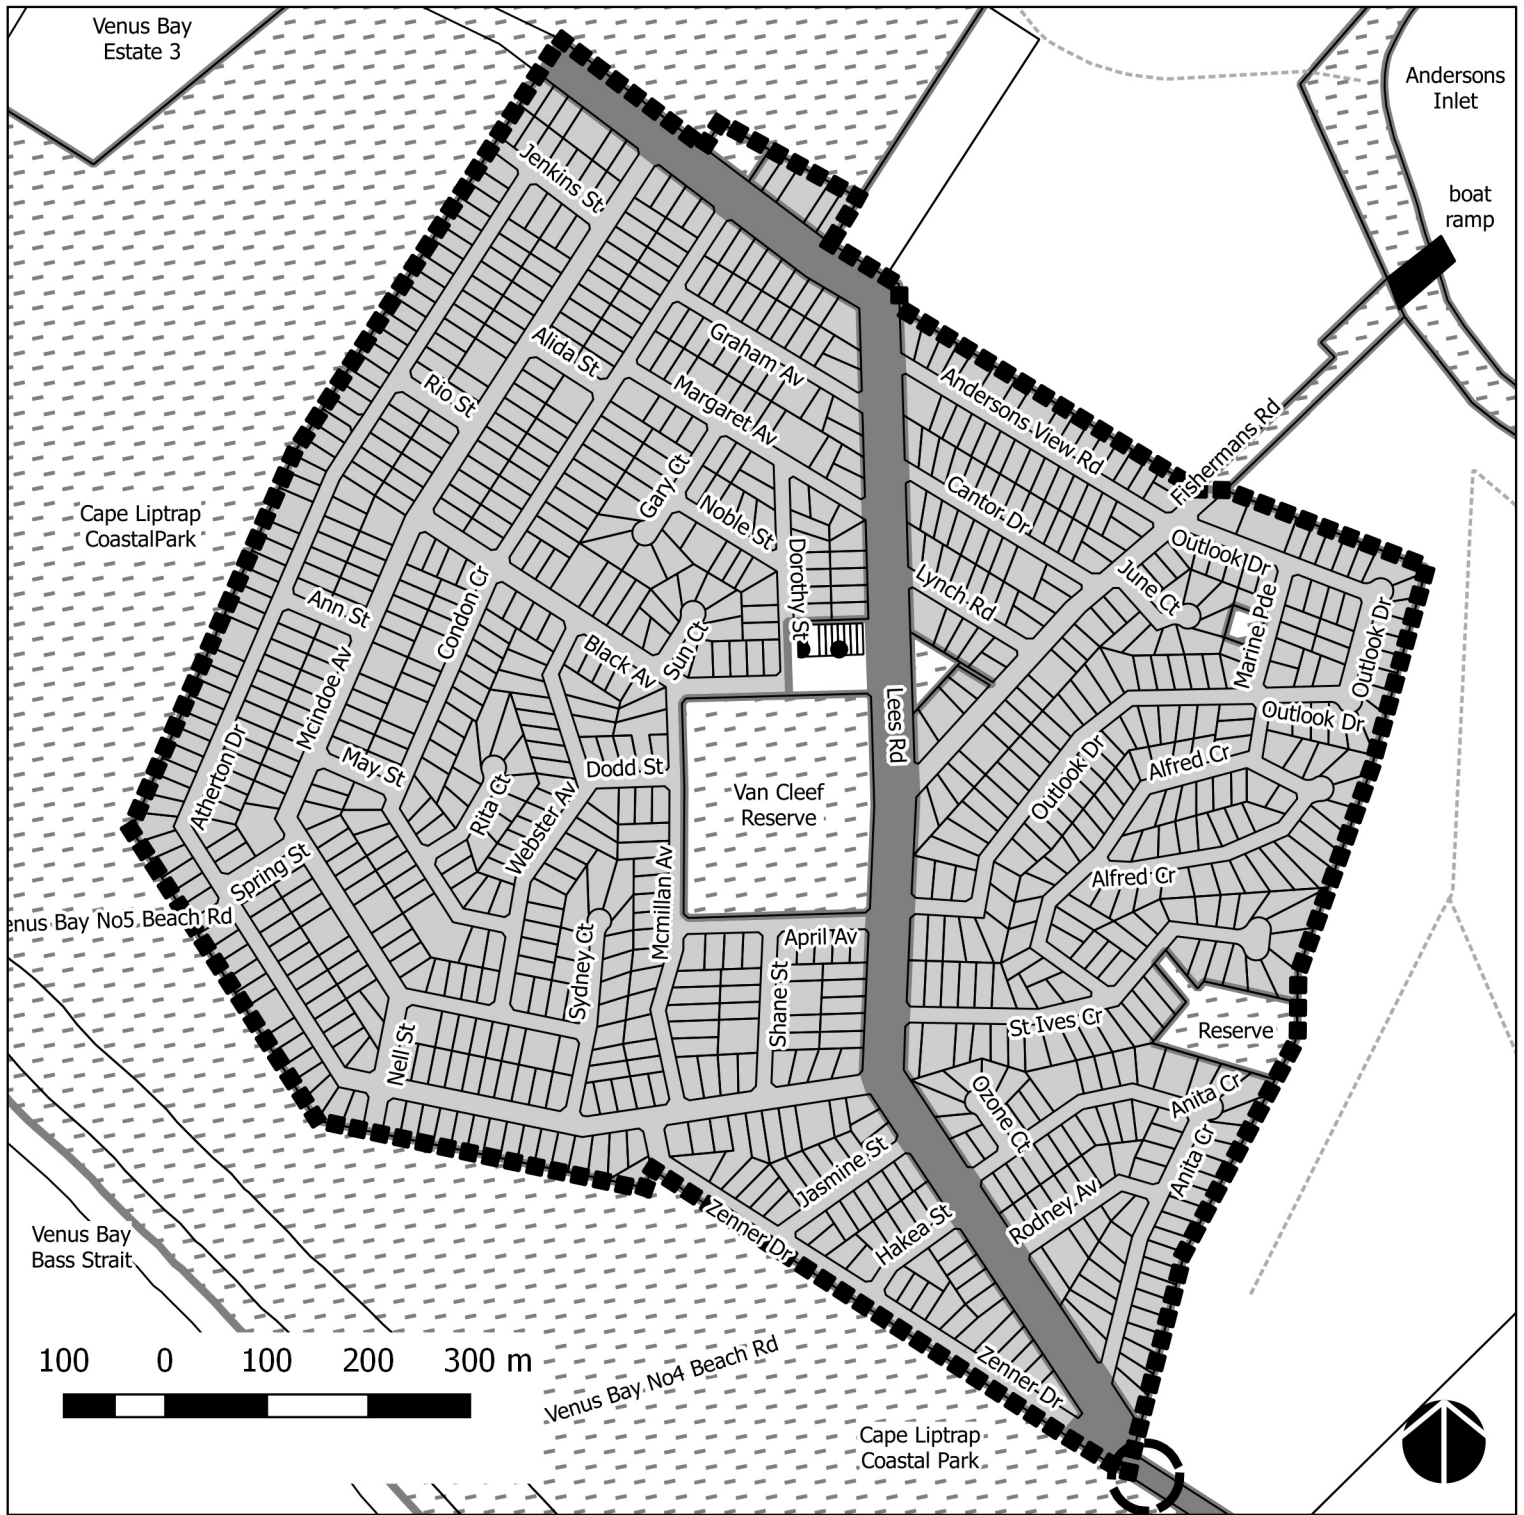 Venus Bay
Estate 3
Andersons
Inlet
boat
ramp
Jenkins St
Alida St
Graham Av
Rio St
Margaret Av
Andersons View Rd
Fishermans Rd
Gary Ct
Noble St
Cantor Dr
Cape Liptrap
CoastalPark
Outlook Dr
Dorothy St
Lynch Rd
June Ct
Ann St
Condon Cr
Marine Pde
Outlook Dr
Black Av
Sun Ct
Mcindoe Av
Lees Rd
Outlook Dr
Atherton Dr
May St
Dodd St
Outlook Dr
Alfred Cr
Rita Ct
Webster Av
Van Cleef
Reserve
Spring St
Alfred Cr
enus Bay No5 Beach Rd
Mcmillan Av
April Av
Sydney Ct
Shane St
St Ives Cr
Reserve
Nell St
Ozone Ct
Anita Cr
Jasmine St
Anita Cr
Rodney Av
Zenner Dr
Hakea St
Venus Bay
Bass Strait
Venus Bay No4 Beach Rd
Zenner Dr
100 0 100 200 300 m
Cape Liptrap
Coastal Park